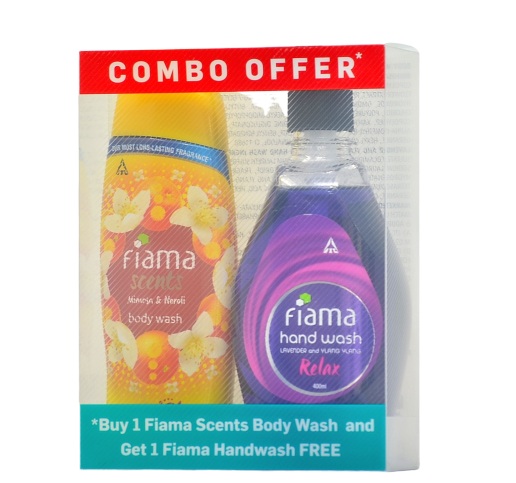 COMBO OFFER*
OUR MOST LONG-LASTING FRAGRANCE*
fiama
scents
Mimosa & Neroli
body wash
fiama
hand wash
LAVENDER and YLANG YLANG
Relax
400ml
*Buy 1 Fiama Scents Body Wash and
Get 1 Fiama Handwash FREE